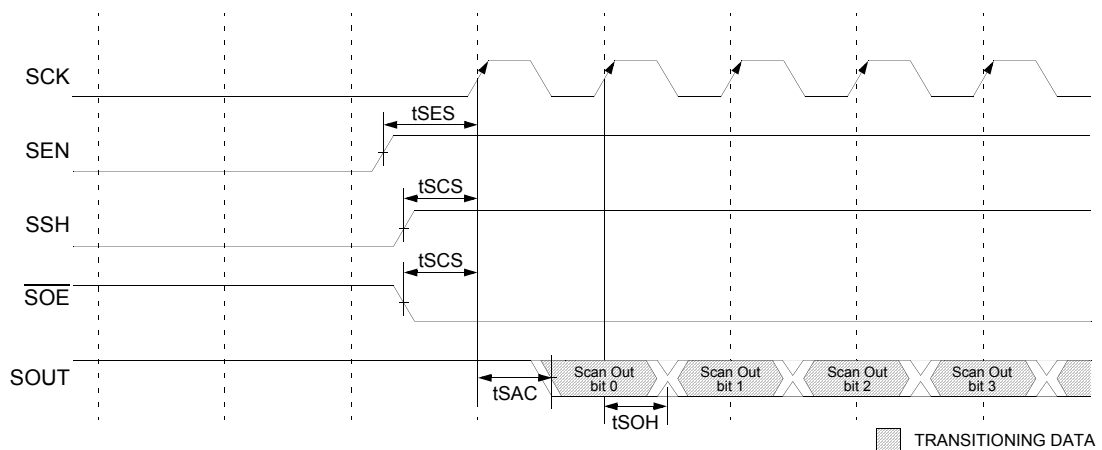 SCK
tSES
SEN
tSCS
SSH
tSCS
SOE
SOUT
Scan Out
bit 0
Scan Out
bit 1
Scan Out
bit 2
Scan Out
bit 3
tSAC
tSOH
TRANSITIONING DATA